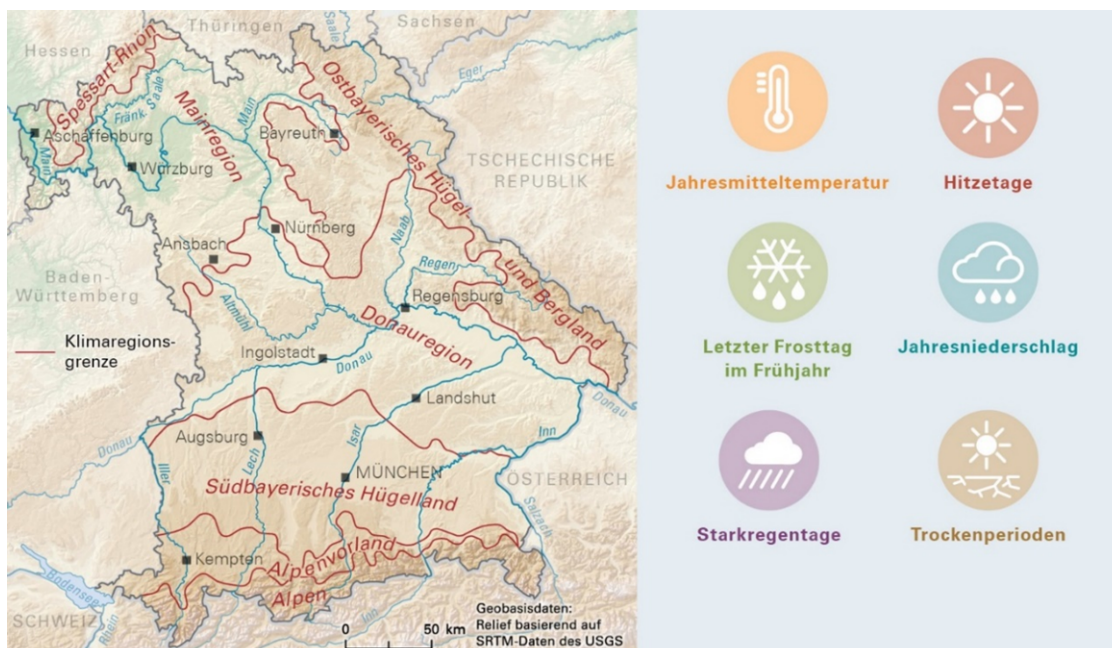 Thüringen
Sachsen
Hessen
Saale
Eger
Spessart-Rhön
Fränk. Saale
Main
Ostbayerisches Hügel-
und Bergland
Aschaffenburg
Main
Würzburg
Mainregion
Bayreuth
TSCHECHISCHE
REPUBLIK
Nürnberg
Naab
Ansbach
Regen
Baden-
Württemberg
Altmühl
Regensburg
Klimaregions-
grenze
Donauregion
Ingolstadt
Donau
Landshut
Donau
Donau
Augsburg
Isar
Inn
Iller
Lech
MÜNCHEN
ÖSTERREICH
Südbayerisches Hügelland
Salzach
Alpenvorland
Kempten
Bodensee
Alpen
SCHWEIZ
Rhein
Inn
Geobasisdaten:
Relief basierend auf
SRTM-Daten des USGS
0 50 km
Jahresmitteltemperatur
Hitzetage
Letzter Frosttag
im Frühjahr
Jahresniederschlag
Starkregentage
Trockenperioden